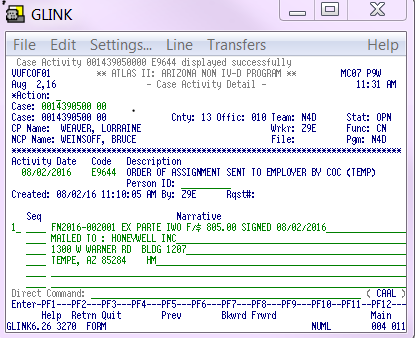 GLINK
File Edit Settings... Line Transfers Help
Case Activity 001439050000 E9644 displayed successfully
VUFCOF01 ** ATLAS II: ARIZONA NON IV-D PROGRAM ** MC07 P9W
Aug 2,16 - Case Activity Detail - 11:31 AM
*Action:
Case: 0014390500 00
Case: 0014390500 00 Cnty: 13 Offic: 010 Team: N4D Stat: OPN
CP Name: WEAVER, LORRAINE Wrkr: Z9E Func: CN
NCP Name: WEINSOFF, BRUCE File: Pgm: N4D
Activity Date Code Description
08/02/2016 E9644 ORDER OF ASSIGNMENT SENT TO EMPLOYER BY COC (TEMP)
Person ID:
Created: 08/02/16 11:10:05 AM By: Z9E Rqst#:
Seq Narrative
1_ FN2016-002001 EX PARTE IWO F/$ 805.00 SIGNED 08/02/2016
MAILED TO : HONEYWELL INC
1300 W WARNER RD BLDG 1207
TEMPE, AZ 85284 HM
Direct Command: ( CAAL )
Enter-PF1---PF2---PF3---PF4---PF5---PF6---PF7---PF8---PF9---PF10--PF11--PF12---
Help Retrn Quit Prev Bkwrd Frwrd Main
GLINK6.26 3270 FORM NUML 004 011